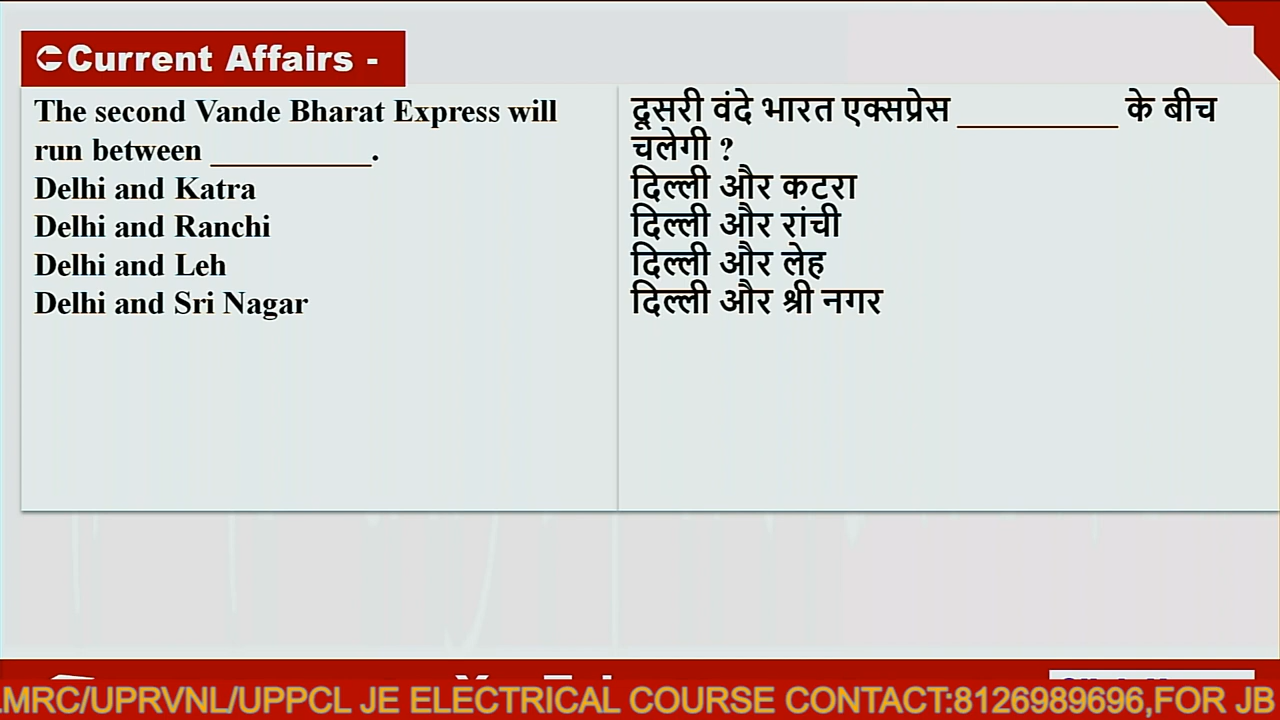 Current Affairs -
The second Vande Bharat Express will
run between __________.
Delhi and Katra
Delhi and Ranchi
Delhi and Leh
Delhi and Sri Nagar
दूसरी वंदे भारत एक्सप्रेस __________ के बीच
चलेगी ?
दिल्ली और कटरा
दिल्ली और रांची
दिल्ली और लेह
दिल्ली और श्री नगर
.MRC/UPRVNL/UPPCL JE ELECTRICAL COURSE CONTACT:8126989696,FOR JB